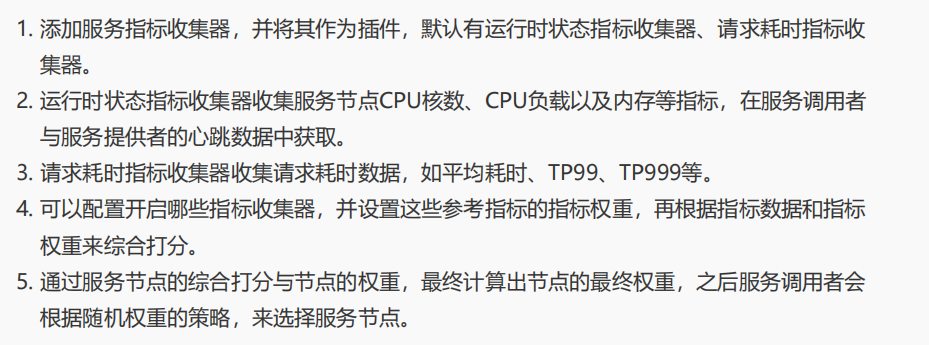 1. 添加服务指标收集器，并将其作为插件，默认有运行时状态指标收集器、请求耗时指标收
集器。
2. 运行时状态指标收集器收集服务节点CPU核数、CPU负载以及内存等指标，在服务调用者
与服务提供者的心跳数据中获取。
3. 请求耗时指标收集器收集请求耗时数据，如平均耗时、TP99、TP999等。
4. 可以配置开启哪些指标收集器，并设置这些参考指标的指标权重，再根据指标数据和指标
权重来综合打分。
5. 通过服务节点的综合打分与节点的权重，最终计算出节点的最终权重，之后服务调用者会
根据随机权重的策略，来选择服务节点。